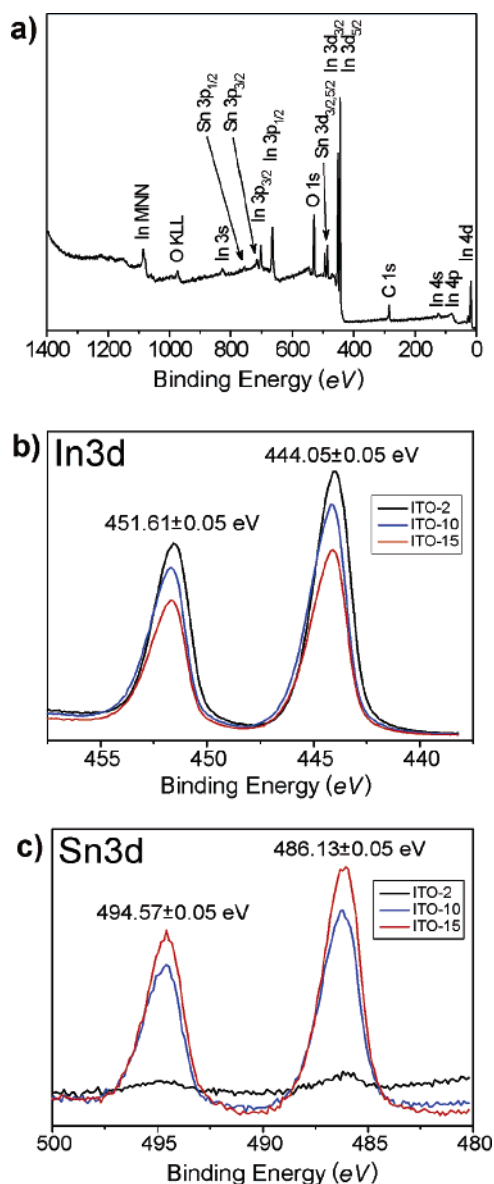 a)
In MNN
O KLL
In 3s
Sn 3p1/2
Sn 3p3/2
In 3p3/2
In 3p1/2
O 1s
Sn 3d3/2,5/2
In 3d3/2
In 3d5/2
C 1s
In 4s
In 4p
In 4d
1400 1200 1000 800 600 400 200 0
Binding Energy (eV)
b) In3d
444.05±0.05 eV
451.61±0.05 eV
ITO-2
ITO-10
ITO-15
455 450 445 440
Binding Energy (eV)
c) Sn3d
486.13±0.05 eV
494.57±0.05 eV
ITO-2
ITO-10
ITO-15
500 495 490 485 480
Binding Energy (eV)